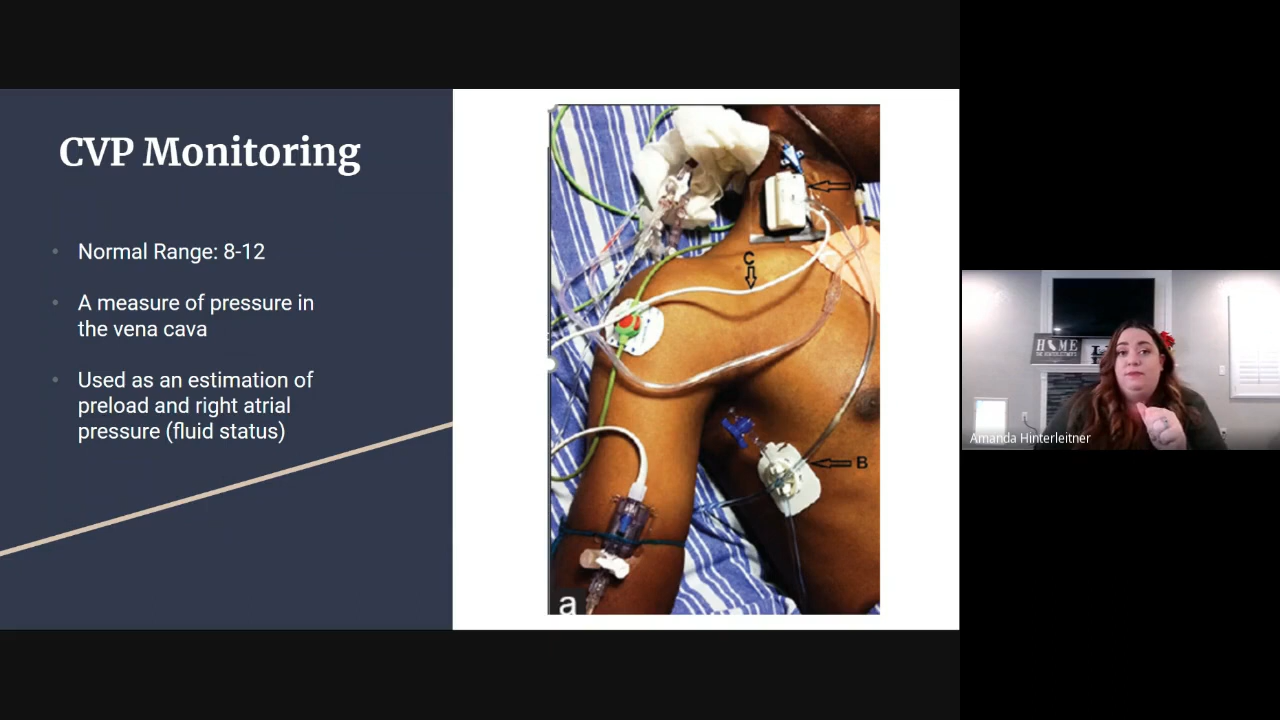 CVP Monitoring
Normal Range: 8-12
A measure of pressure in
the vena cava
Used as an estimation of
preload and right atrial
pressure (fluid status)
C
B
a
HOME
Amanda Hinterleitner